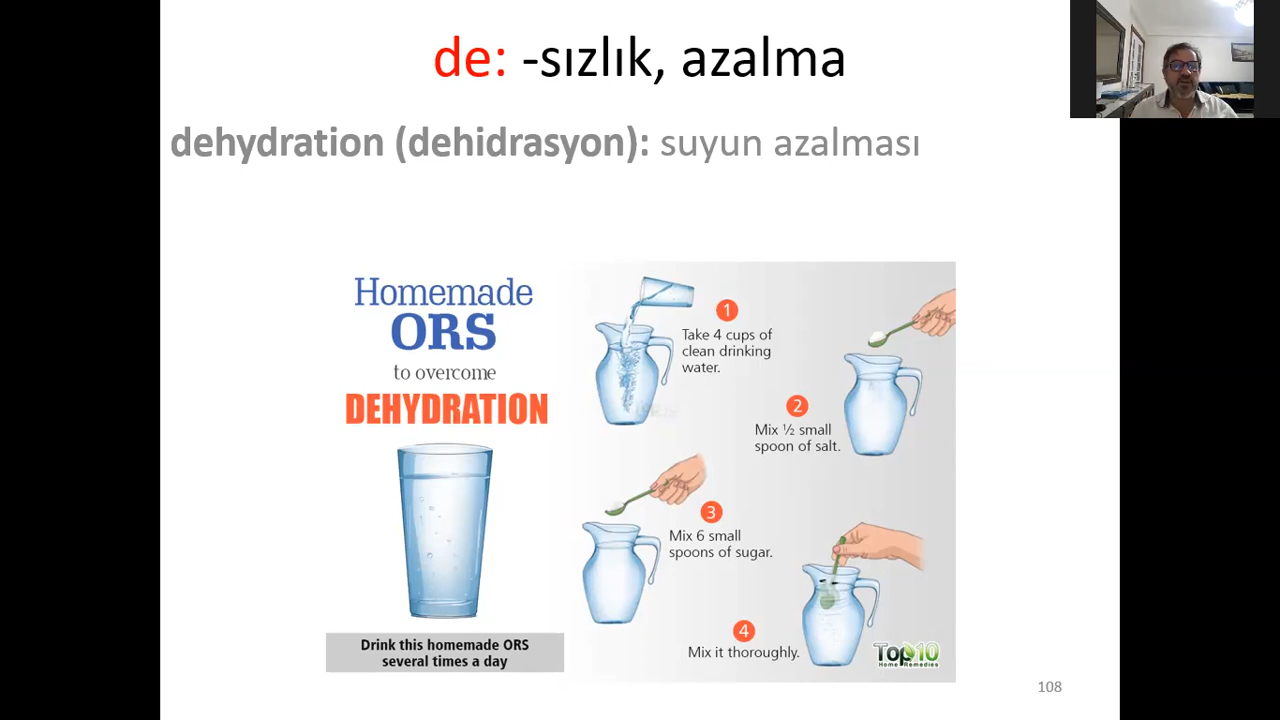 de: -sızlık, azalma
dehydration (dehidrasyon): suyun azalması
Homemade
ORS
to overcome
DEHYDRATION
Drink this homemade ORS
several times a day
1
Take 4 cups of
clean drinking
water.
2
Mix ½ small
spoon of salt.
3
Mix 6 small
spoons of sugar.
4
Mix it thoroughly.
Top10
Home Remedies
108